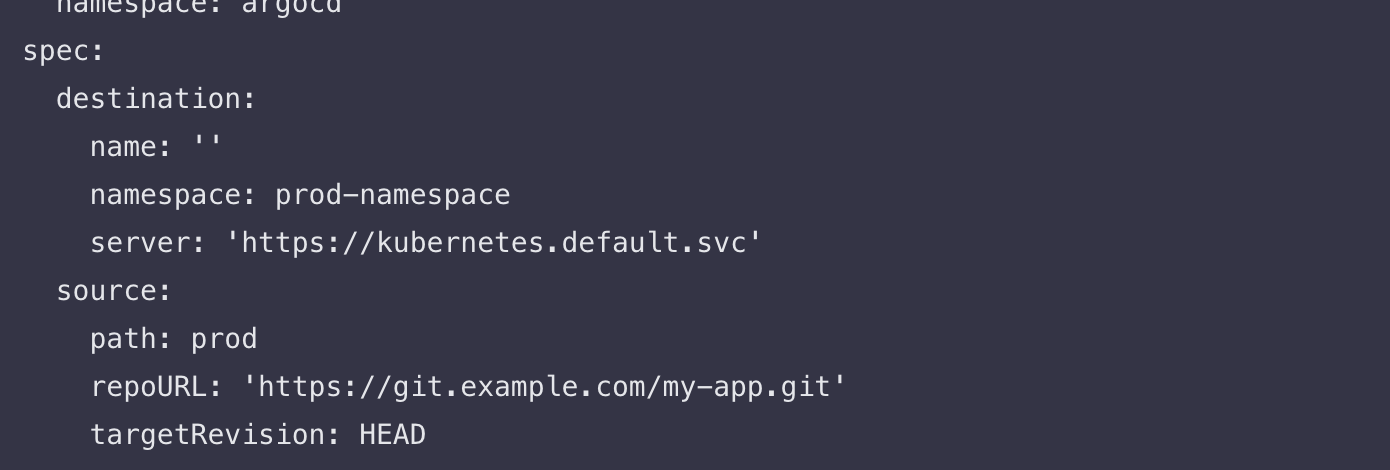 namespace: argocd
spec:
  destination:
    name: ''
    namespace: prod-namespace
    server: 'https://kubernetes.default.svc'
  source:
    path: prod
    repoURL: 'https://git.example.com/my-app.git'
    targetRevision: HEAD